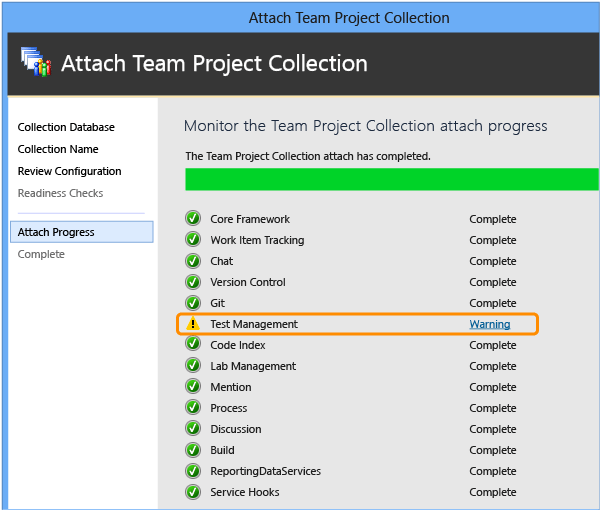 Attach Team Project Collection
Attach Team Project Collection
Collection Database
Collection Name
Review Configuration
Readiness Checks
Attach Progress
Complete
Monitor the Team Project Collection attach progress
The Team Project Collection attach has completed.
Core Framework Complete
Work Item Tracking Complete
Chat Complete
Version Control Complete
Git Complete
Test Management Warning
Code Index Complete
Lab Management Complete
Mention Complete
Process Complete
Discussion Complete
Build Complete
ReportingDataServices Complete
Service Hooks Complete